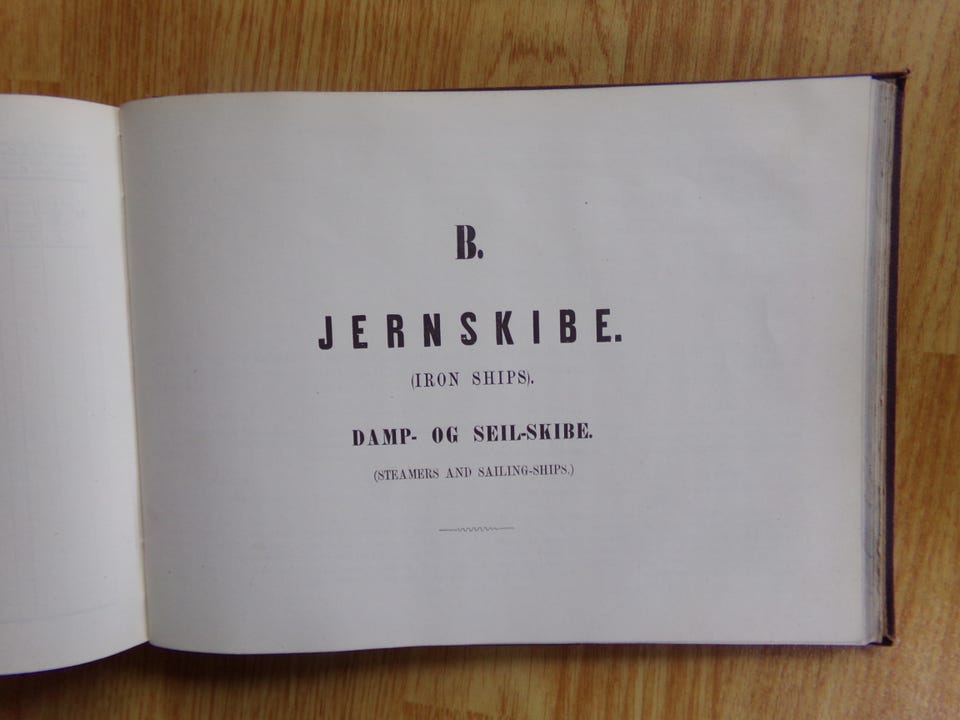 B.
JERNSKIBE.
(IRON SHIPS).
DAMP- OG SEIL-SKIBE.
(STEAMERS AND SAILING-SHIPS.)